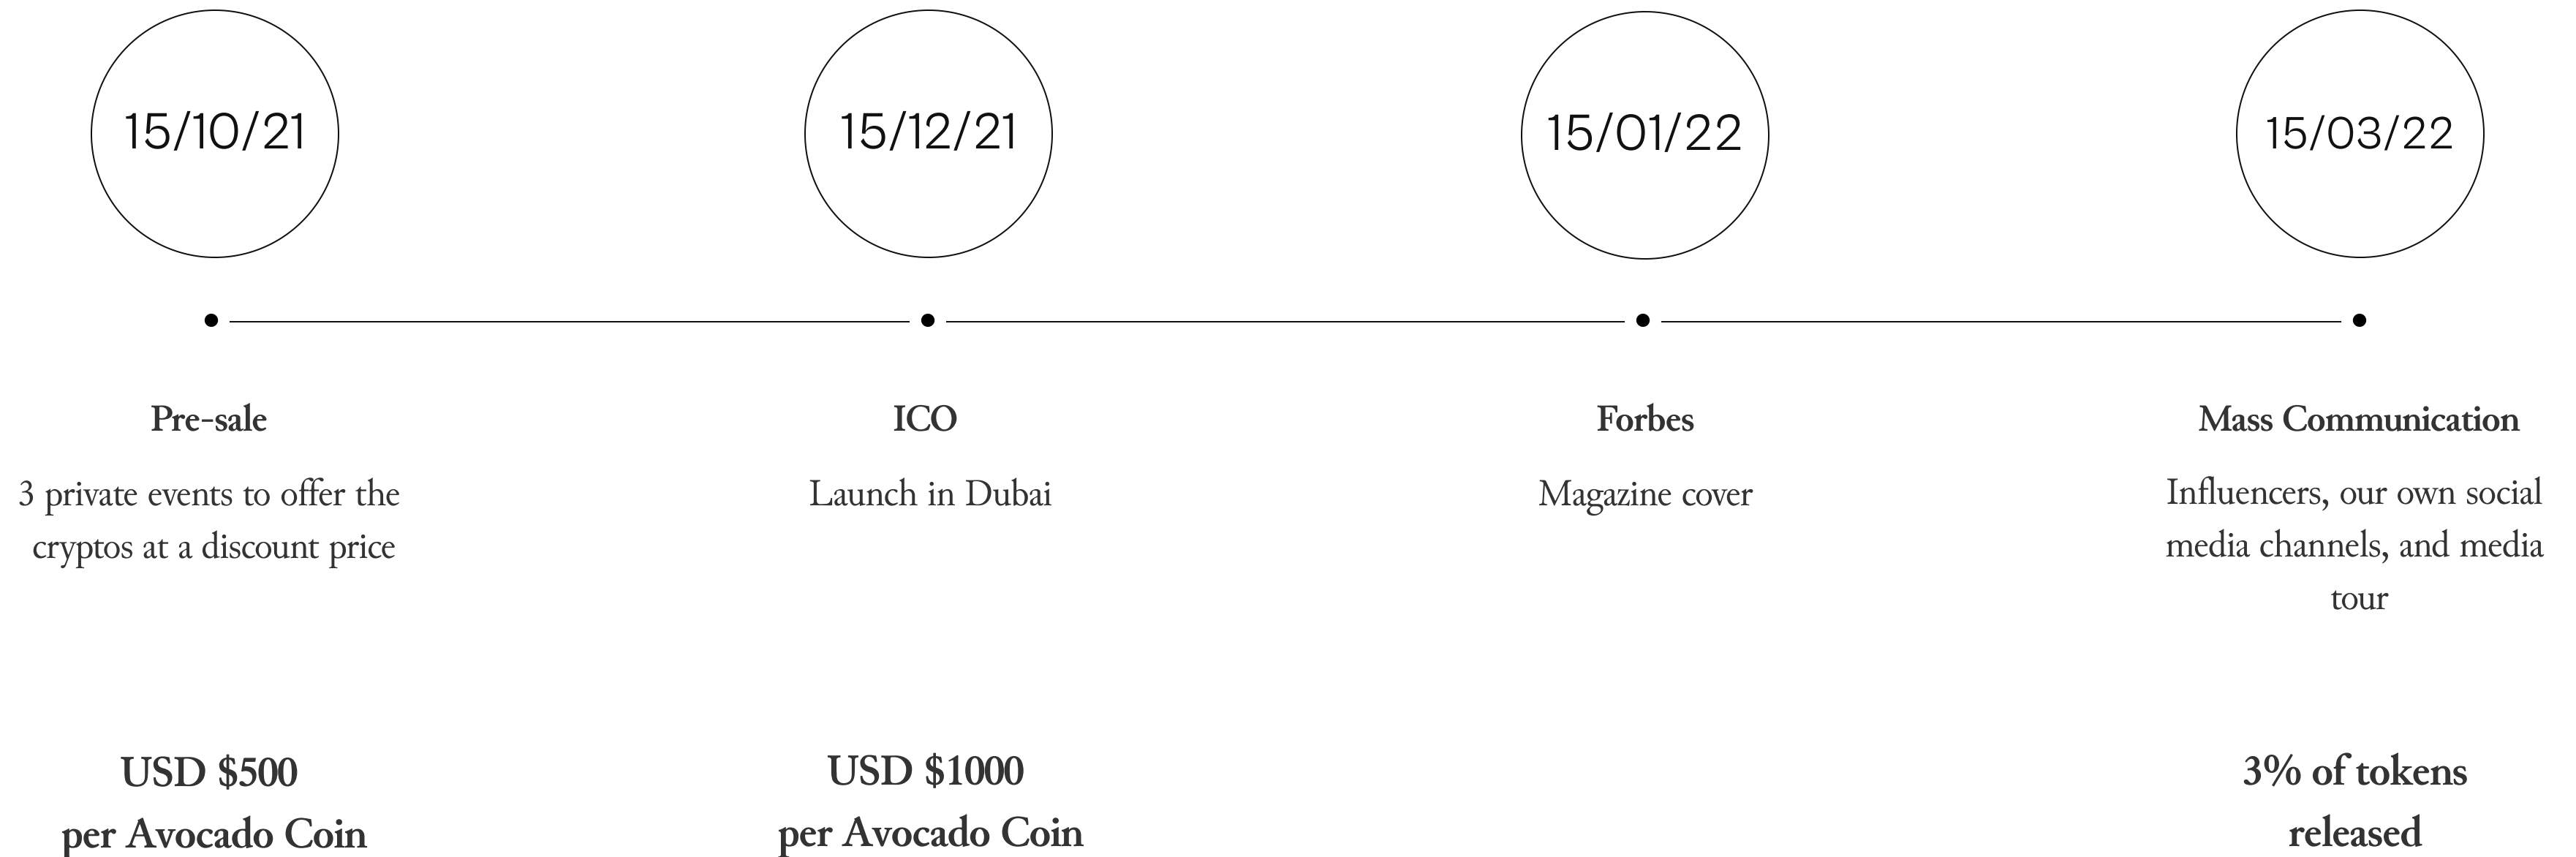 15/10/21
15/12/21
15/01/22
15/03/22
Pre-sale
3 private events to offer the
cryptos at a discount price
USD $500
per Avocado Coin
ICO
Launch in Dubai
USD $1000
per Avocado Coin
Forbes
Magazine cover
Mass Communication
Influencers, our own social
media channels, and media
tour
3% of tokens
released